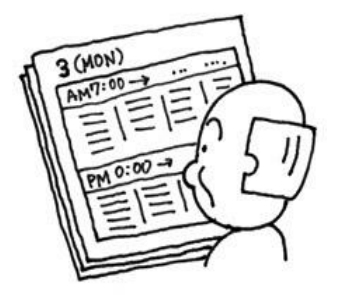 3 (MON)
AM7:00 → ... ...
PM 0:00 →